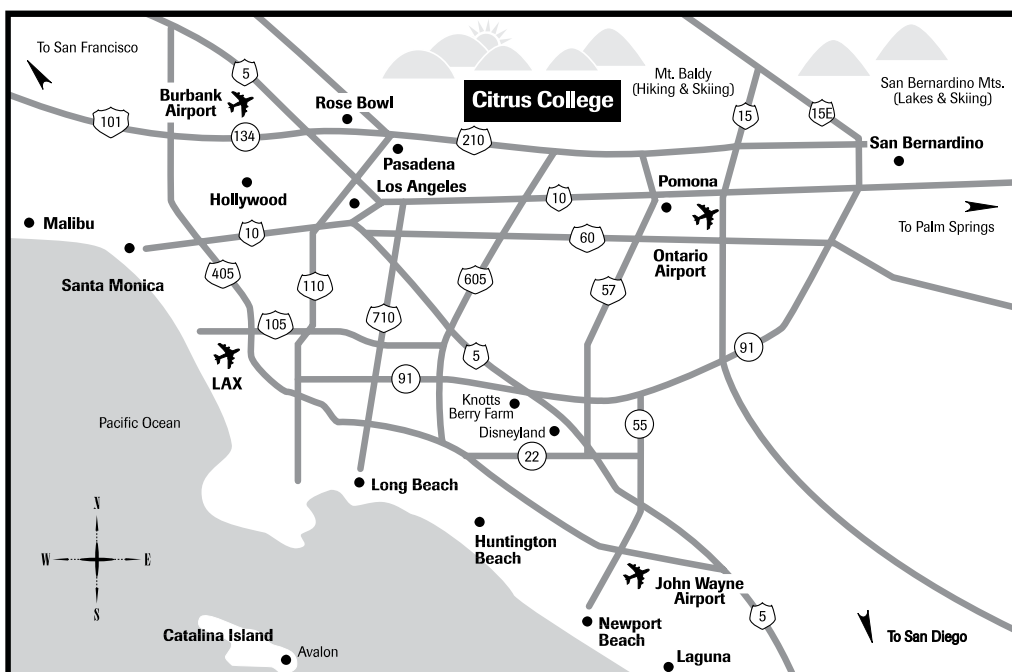 To San Francisco
5
Burbank
Airport
Rose Bowl
101
134
Citrus College
Mt. Baldy
(Hiking & Skiing)
San Bernardino Mts.
(Lakes & Skiing)
15
15E
210
San Bernardino
Pasadena
Los Angeles
Hollywood
Pomona
10
Malibu
10
60
To Palm Springs
Santa Monica
Ontario
Airport
405
110
605
57
710
105
LAX
5
91
91
Knotts
Berry Farm
Disneyland
55
22
Pacific Ocean
Long Beach
N
W
E
S
Huntington
Beach
John Wayne
Airport
5
Newport
Beach
To San Diego
Catalina Island
Avalon
Laguna